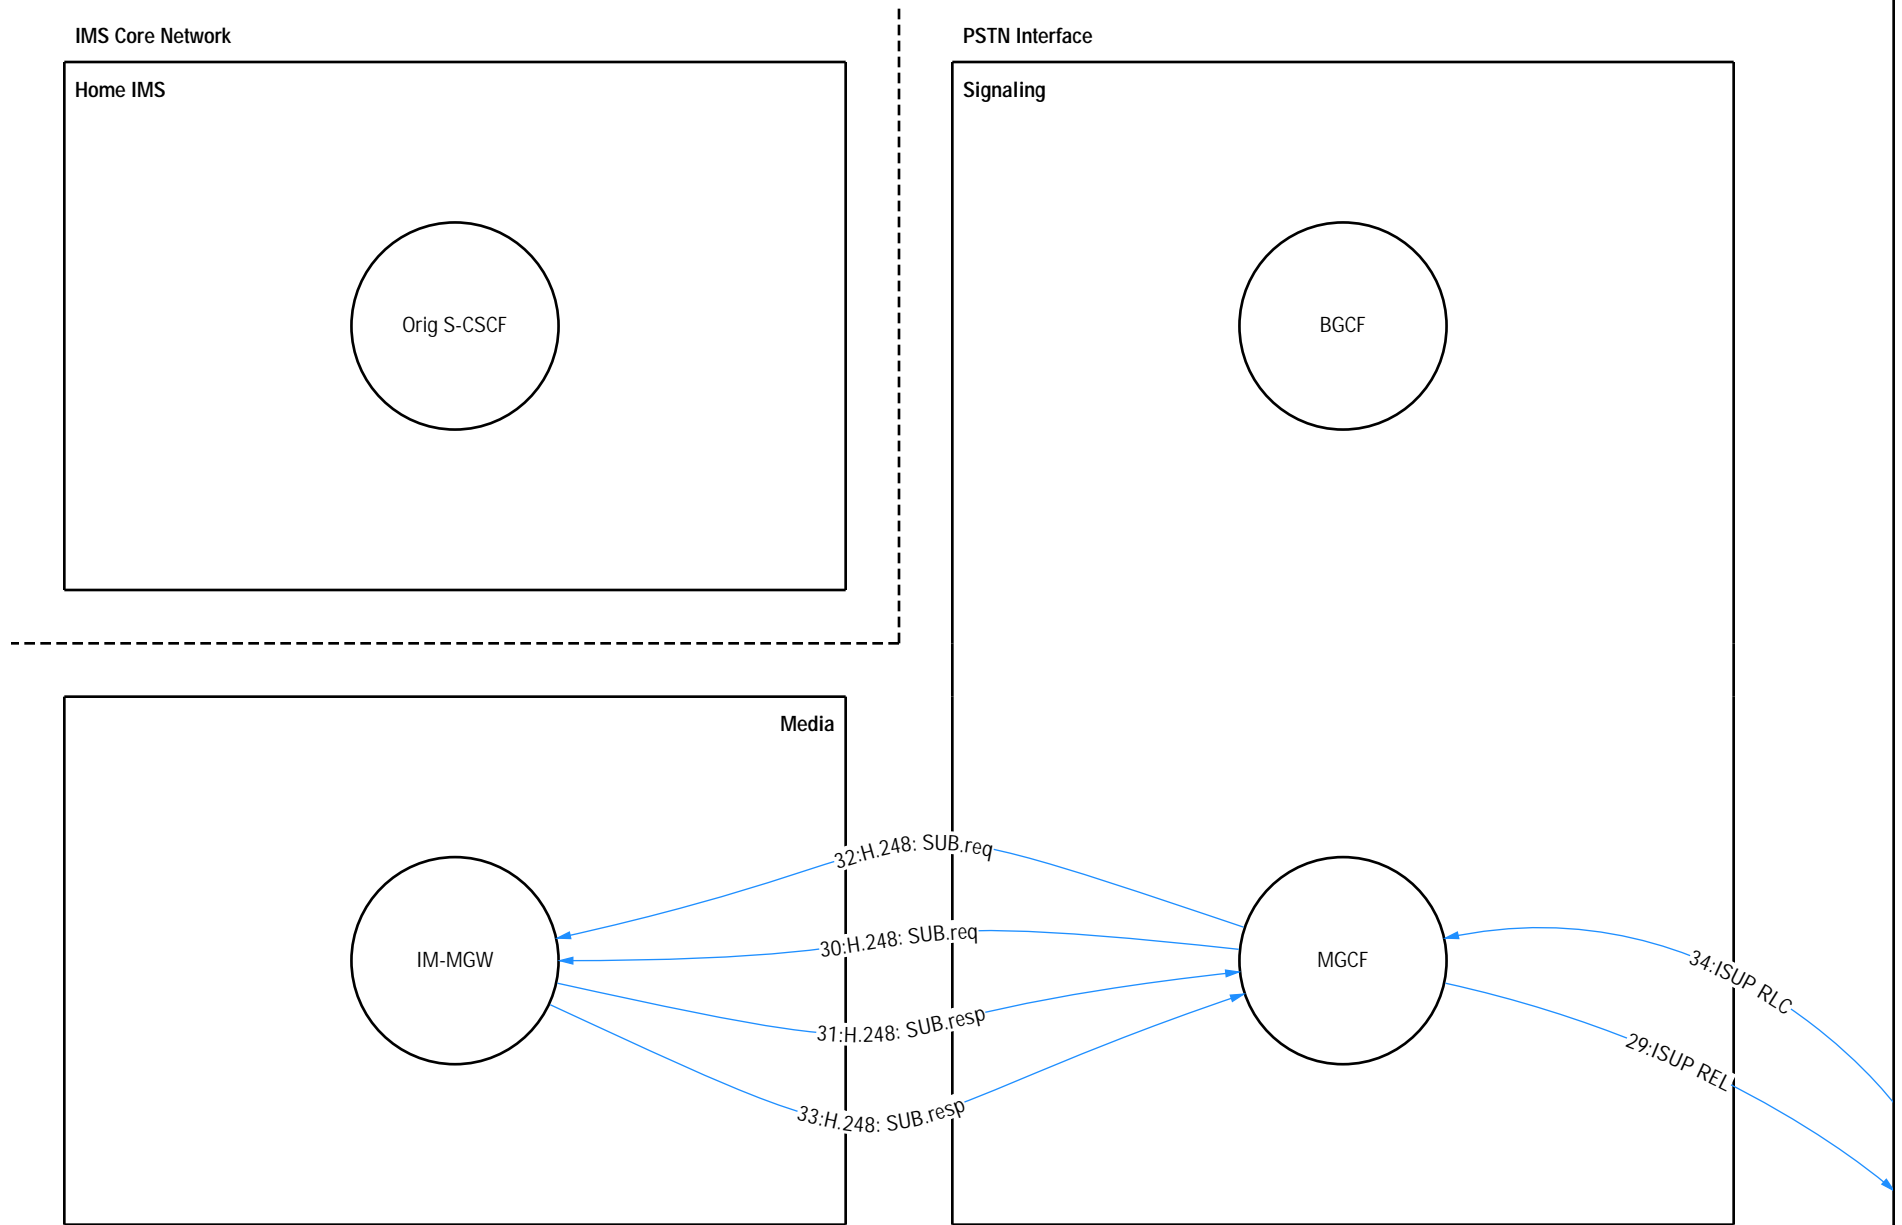 IMS Core Network
PSTN Interface
Home IMS
Signaling
Orig S-CSCF
BGCF
Media
32:H.248: SUB.req
30:H.248: SUB.req
IM-MGW
MGCF
34:ISUP RLC
31:H.248: SUB.resp
29:ISUP REL
33:H.248: SUB.resp